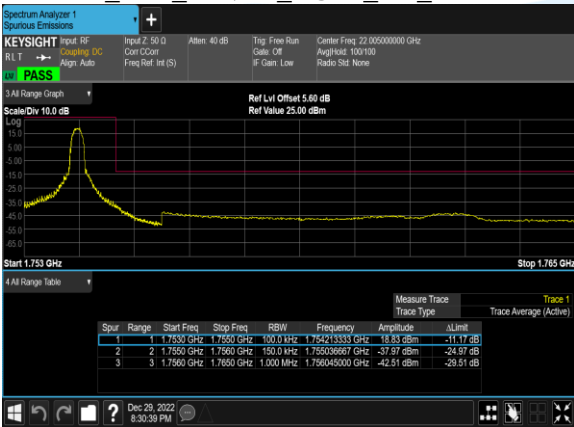 Spectrum Analyzer 1
Spurious Emissions
+
KEYSIGHT Input: RF Input Z: 50 Ω Atten: 40 dB Trig: Free Run Center Freq: 22.005000000 GHz
RLT Coupling: DC Corr CCorr Gate: Off Avg|Hold: 100/100
Align: Auto Freq Ref: Int (S) IF Gain: Low Radio Std: None
PASS
3 All Range Graph
Ref Lvl Offset 5.60 dB
Scale/Div 10.0 dB Ref Value 25.00 dBm
Log
15.0
5.00
-5.00
-15.0
-25.0
-35.0
-45.0
-55.0
-65.0
Start 1.753 GHz Stop 1.765 GHz
4 All Range Table
Measure Trace Trace 1
Trace Type Trace Average (Active)
Spur Range Start Freq Stop Freq RBW Frequency Amplitude ΔLimit
1 1 1.7530 GHz 1.7550 GHz 100.0 kHz 1.754213333 GHz 18.83 dBm -11.17 dB
2 2 1.7550 GHz 1.7560 GHz 150.0 kHz 1.755036667 GHz -37.97 dBm -24.97 dB
3 3 1.7560 GHz 1.7650 GHz 1.000 MHz 1.756045000 GHz -42.51 dBm -29.51 dB
? Dec 29, 2022
8:30:39 PM